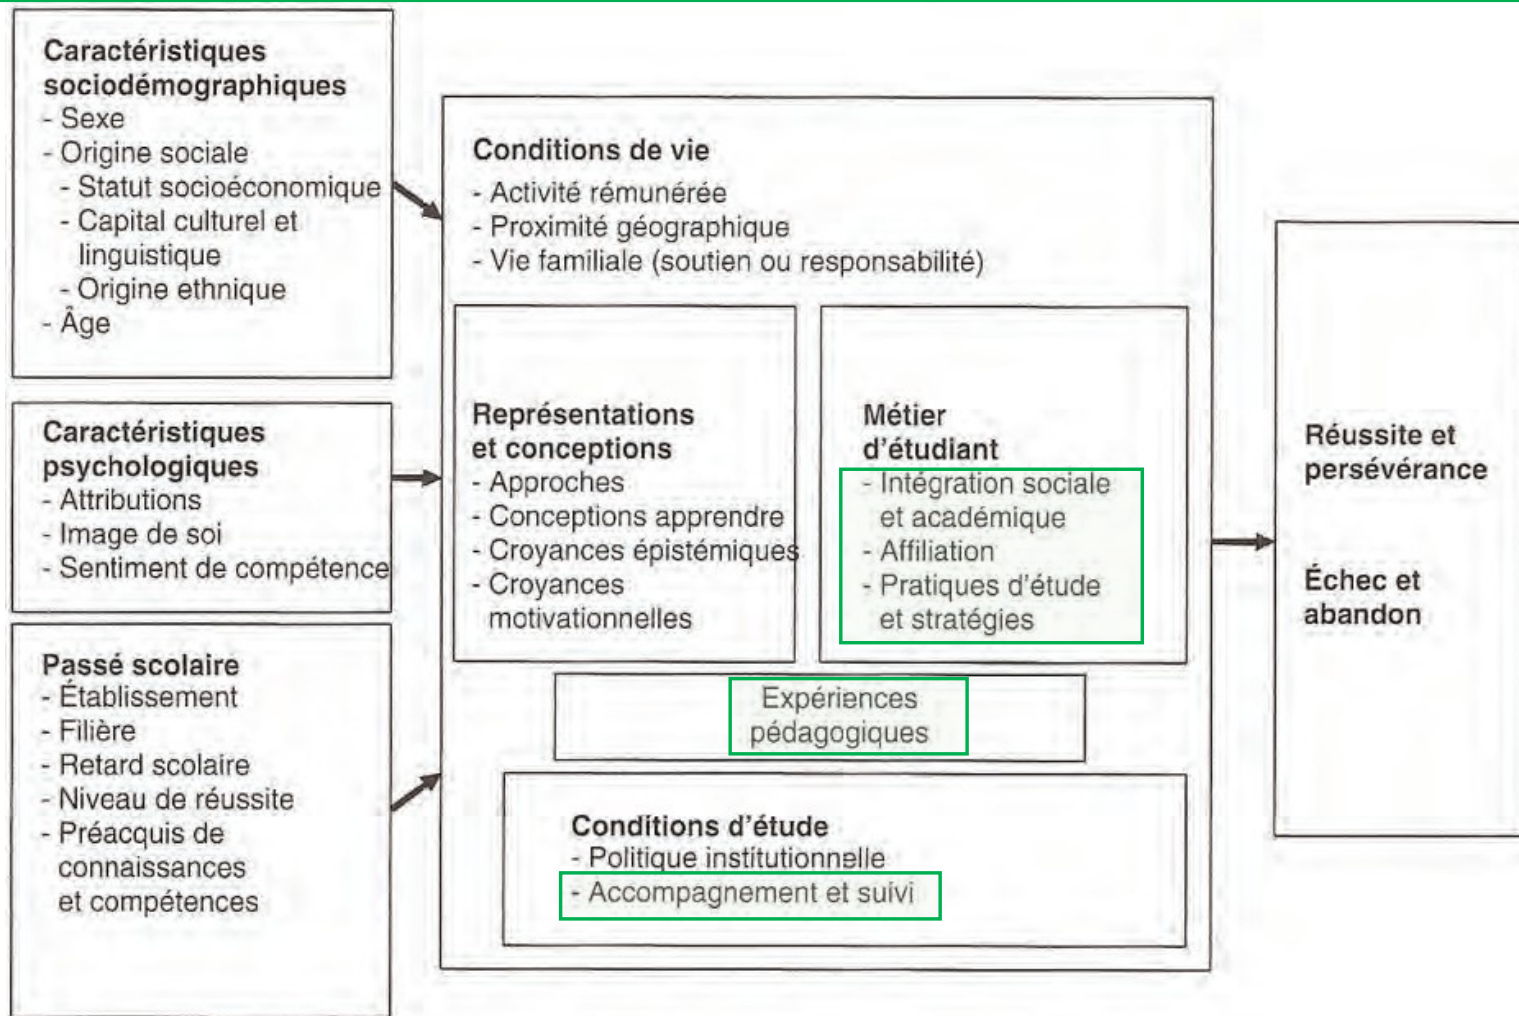 Caractéristiques
sociodémographiques
- Sexe
- Origine sociale
- Statut socioéconomique
- Capital culturel et
linguistique
- Origine ethnique
- Âge
Caractéristiques
psychologiques
- Attributions
- Image de soi
- Sentiment de compétence
Passé scolaire
- Établissement
- Filière
- Retard scolaire
- Niveau de réussite
- Préacquis de
connaissances
et compétences
Conditions de vie
- Activité rémunérée
- Proximité géographique
- Vie familiale (soutien ou responsabilité)
Représentations
et conceptions
- Approches
- Conceptions apprendre
- Croyances épistémiques
- Croyances
motivationnelles
Métier
d'étudiant
- Intégration sociale
et académique
- Affiliation
- Pratiques d'étude
et stratégies
Expériences
pédagogiques
Conditions d'étude
- Politique institutionnelle
- Accompagnement et suivi
Réussite et
persévérance
Échec et
abandon